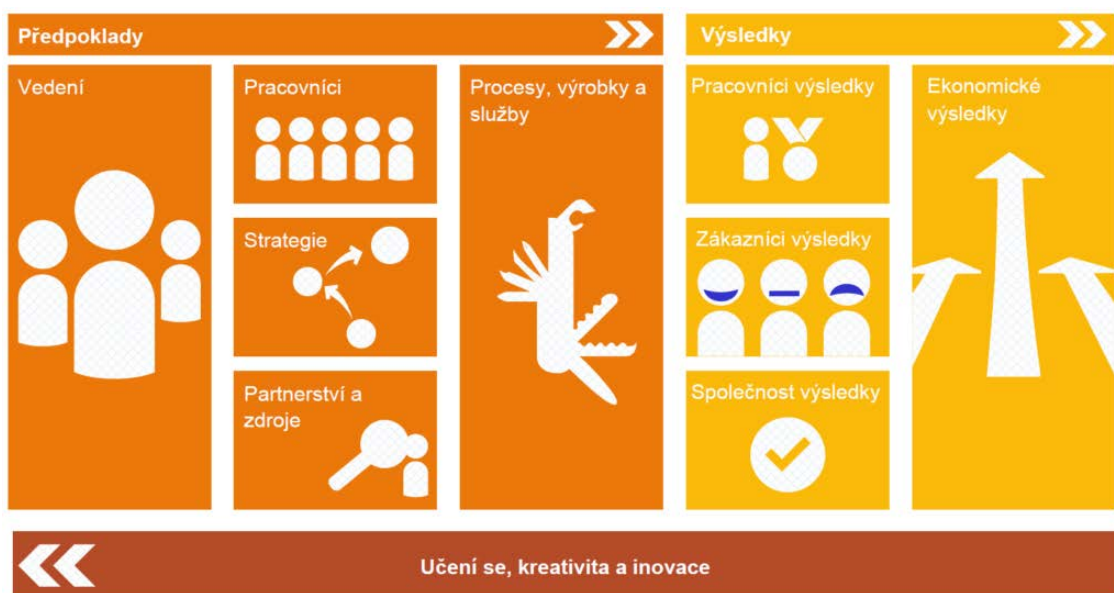 Předpoklady
Výsledky
Vedení
Pracovníci
Procesy, výrobky a
služby
Pracovníci výsledky
Ekonomické
výsledky
Strategie
Zákazníci výsledky
Partnerství a
zdroje
Společnost výsledky
Učení se, kreativita a inovace